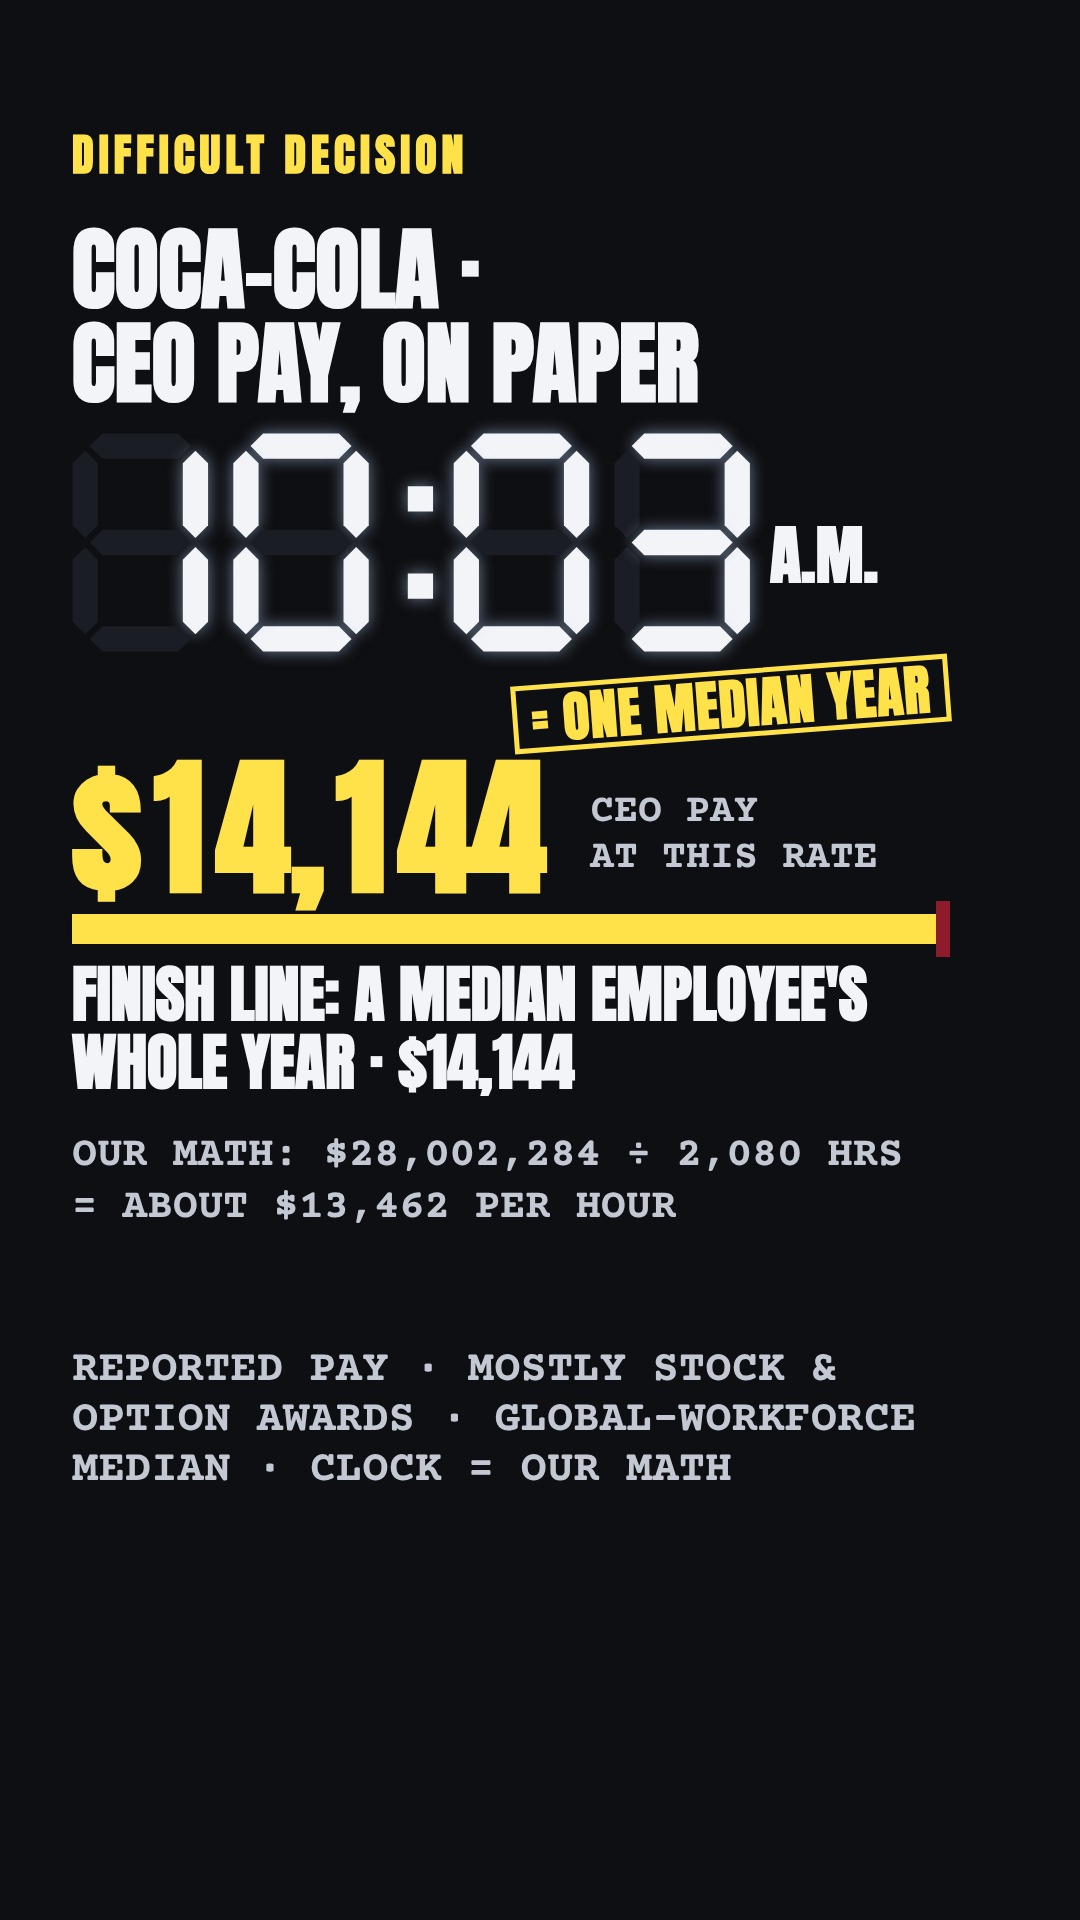 DIFFICULT DECISION
COCA-COLA ·
CEO PAY, ON PAPER
10:03 A.M.
= ONE MEDIAN YEAR
$14,144
CEO PAY
AT THIS RATE
FINISH LINE: A MEDIAN EMPLOYEE'S
WHOLE YEAR · $14,144
OUR MATH: $28,002,284 ÷ 2,080 HRS
= ABOUT $13,462 PER HOUR
REPORTED PAY · MOSTLY STOCK &
OPTION AWARDS · GLOBAL-WORKFORCE
MEDIAN · CLOCK = OUR MATH